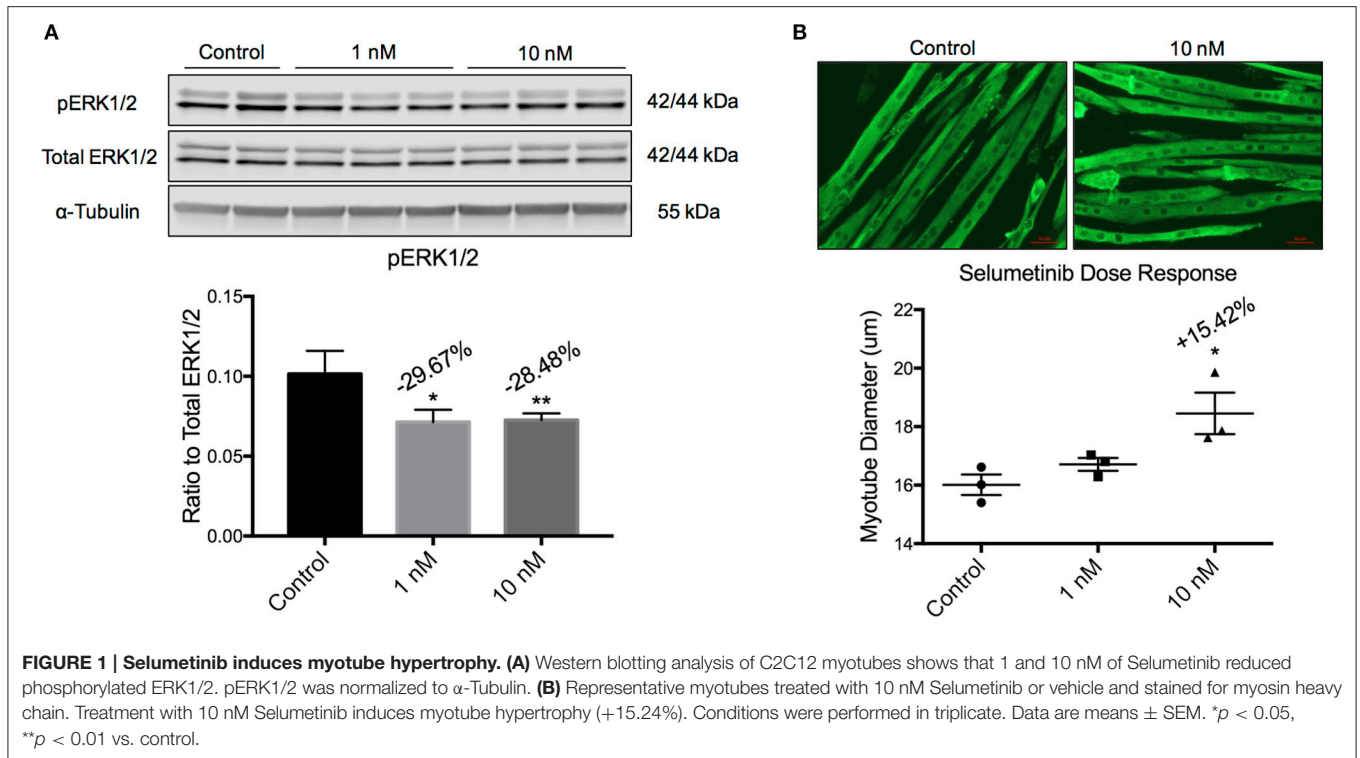 A
Control 1 nM 10 nM
pERK1/2 42/44 kDa
Total ERK1/2 42/44 kDa
α-Tubulin 55 kDa
pERK1/2
Ratio to Total ERK1/2
0.15
0.10
0.05
0.00
-29.67%
*
-28.48%
**
Control
1 nM
10 nM
B
Control 10 nM
Selumetinib Dose Response
Myotube Diameter (um)
22
20
18
16
14
+15.42%
*
Control
1 nM
10 nM
FIGURE 1 | Selumetinib induces myotube hypertrophy. (A) Western blotting analysis of C2C12 myotubes shows that 1 and 10 nM of Selumetinib reduced
phosphorylated ERK1/2. pERK1/2 was normalized to α-Tubulin. (B) Representative myotubes treated with 10 nM Selumetinib or vehicle and stained for myosin heavy
chain. Treatment with 10 nM Selumetinib induces myotube hypertrophy (+15.24%). Conditions were performed in triplicate. Data are means ± SEM. *p < 0.05,
**p < 0.01 vs. control.